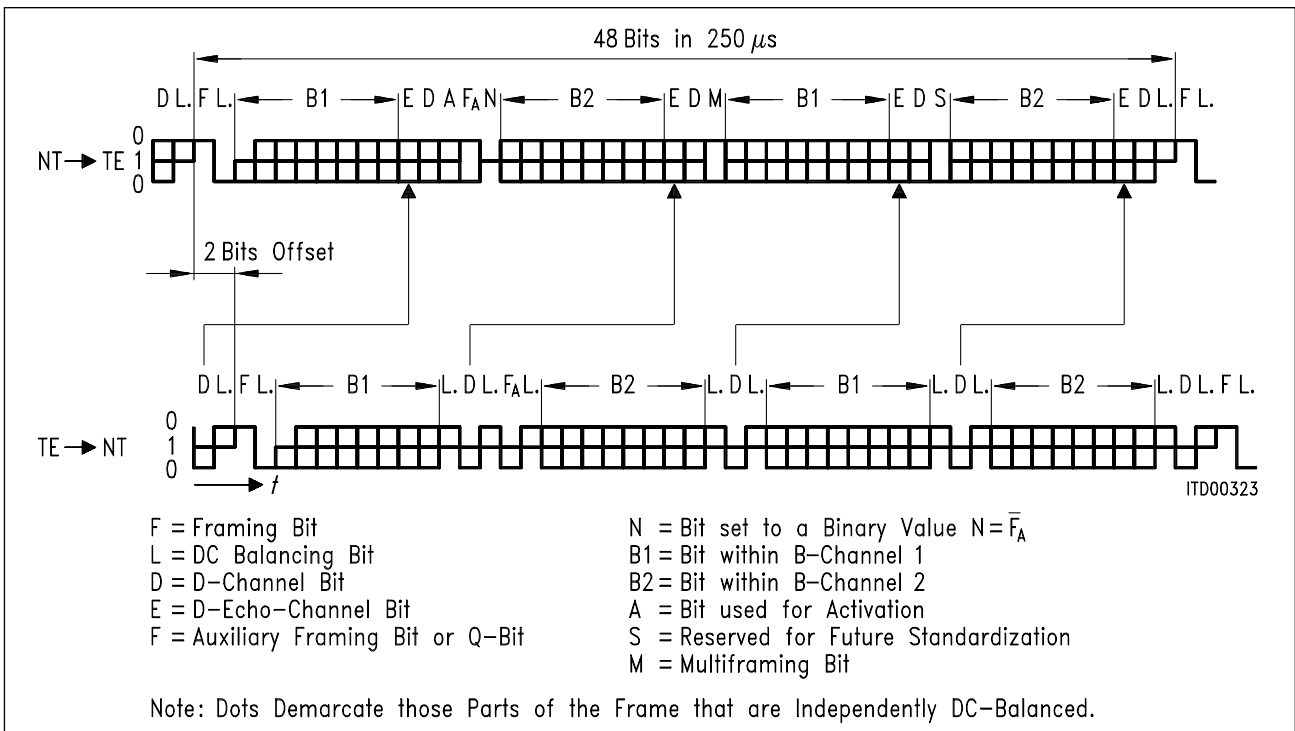 48 Bits in 250 μs
D L. F L. B1 E D A FA N B2 E D M B1 E D S B2 E D L. F L.
0
NT → TE 1
0
2 Bits Offset
D L. F L. B1 L. D L. FA L. B2 L. D L. B1 L. D L. B2 L. D L. F L.
0
TE → NT 1
0
t
ITD00323
F = Framing Bit
L = DC Balancing Bit
D = D-Channel Bit
E = D-Echo-Channel Bit
F = Auxiliary Framing Bit or Q-Bit
N = Bit set to a Binary Value N = F̅A
B1 = Bit within B-Channel 1
B2 = Bit within B-Channel 2
A = Bit used for Activation
S = Reserved for Future Standardization
M = Multiframing Bit
Note: Dots Demarcate those Parts of the Frame that are Independently DC-Balanced.